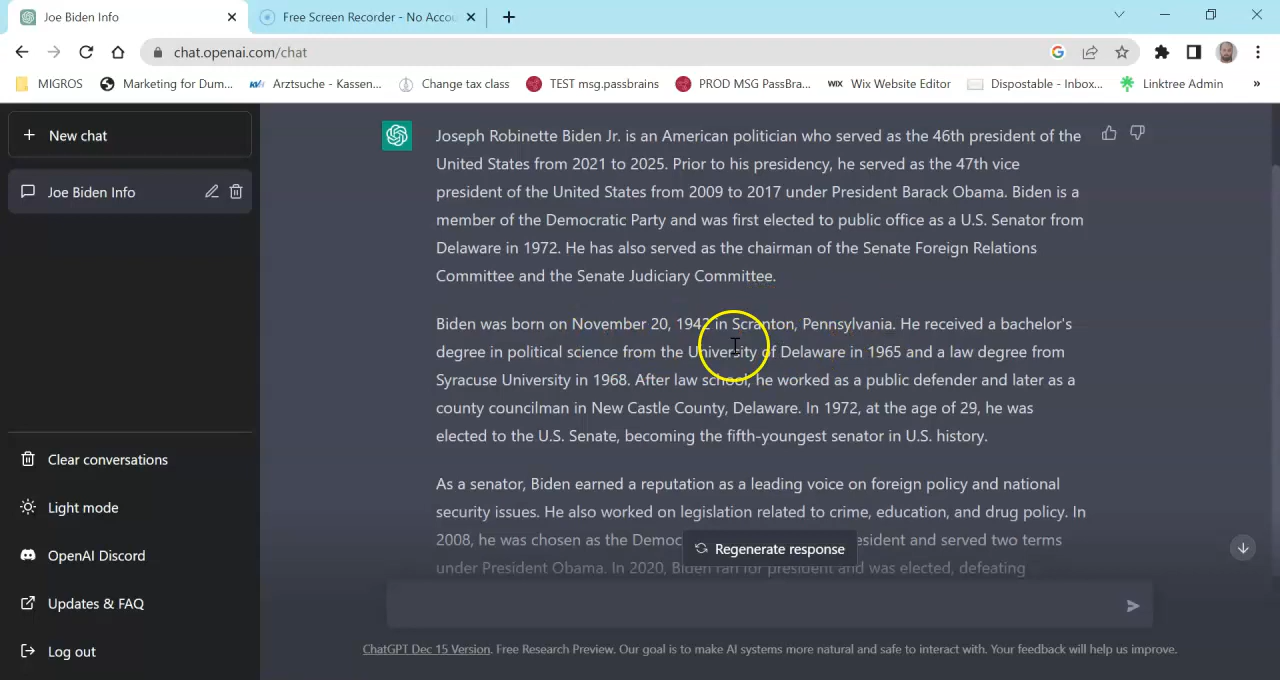 Joe Biden Info
Free Screen Recorder - No Accou
chat.openai.com/chat
MIGROS
Marketing for Dum...
Arztsuche - Kassen...
Change tax class
TEST msg.passbrains
PROD MSG PassBra...
WIX Wix Website Editor
Dispostable - Inbox...
Linktree Admin
»
New chat
Joe Biden Info
Joseph Robinette Biden Jr. is an American politician who served as the 46th president of the
United States from 2021 to 2025. Prior to his presidency, he served as the 47th vice
president of the United States from 2009 to 2017 under President Barack Obama. Biden is a
member of the Democratic Party and was first elected to public office as a U.S. Senator from
Delaware in 1972. He has also served as the chairman of the Senate Foreign Relations
Committee and the Senate Judiciary Committee.
Biden was born on November 20, 1942 in Scranton, Pennsylvania. He received a bachelor's
degree in political science from the University of Delaware in 1965 and a law degree from
Syracuse University in 1968. After law school, he worked as a public defender and later as a
county councilman in New Castle County, Delaware. In 1972, at the age of 29, he was
elected to the U.S. Senate, becoming the fifth-youngest senator in U.S. history.
As a senator, Biden earned a reputation as a leading voice on foreign policy and national
security issues. He also worked on legislation related to crime, education, and drug policy. In
2008, he was chosen as the Democ esident and served two terms
under President Obama. In 2020, Biden ran for president and was elected, defeating
Regenerate response
Clear conversations
Light mode
OpenAI Discord
Updates & FAQ
Log out
ChatGPT Dec 15 Version. Free Research Preview. Our goal is to make AI systems more natural and safe to interact with. Your feedback will help us improve.